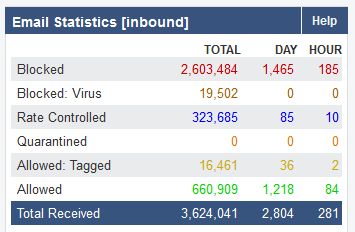 Email Statistics [inbound] Help
TOTAL DAY HOUR
Blocked 2,603,484 1,465 185
Blocked: Virus 19,502 0 0
Rate Controlled 323,685 85 10
Quarantined 0 0 0
Allowed: Tagged 16,461 36 2
Allowed 660,909 1,218 84
Total Received 3,624,041 2,804 281